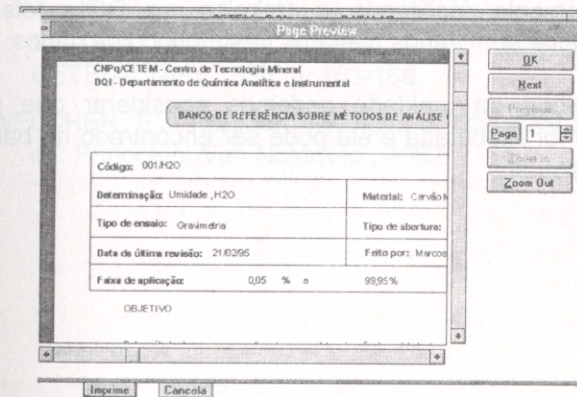 Page Preview
CNPq/CETEM - Centro de Tecnologia Mineral
DQI - Departamento de Química Analítica e Instrumental
BANCO DE REFERÊNCIA SOBRE MÉTODOS DE ANÁLISE
Código: 001/H2O
Determinação: Umidade , H2O
Material: Carvão M
Tipo de ensaio: Gravimetria
Tipo de abertura:
Data da última revisão: 21/02/95
Feito por: Marcos
Faixa de aplicação: 0,05 % a 99,95%
OBJETIVO
OK
Next
Previous
Page 1
Zoom In
Zoom Out
Imprime
Cancela